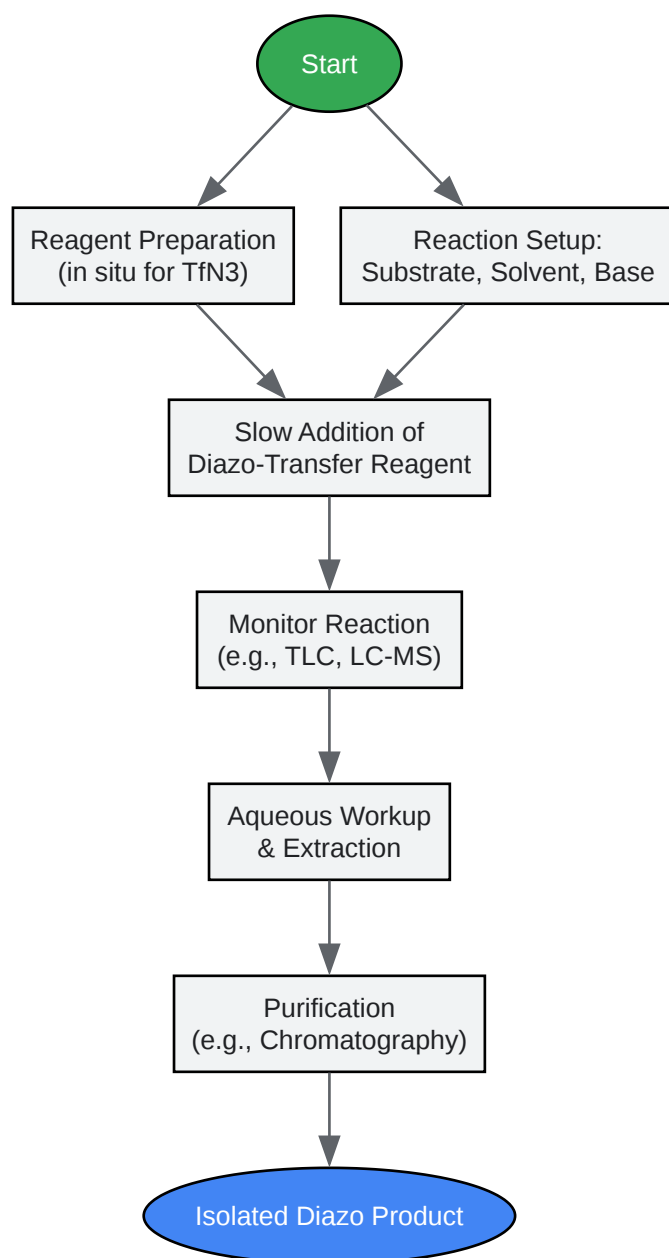 Start
Reagent Preparation
(in situ for TfN3)
Reaction Setup:
Substrate, Solvent, Base
Slow Addition of
Diazo-Transfer Reagent
Monitor Reaction
(e.g., TLC, LC-MS)
Aqueous Workup
& Extraction
Purification
(e.g., Chromatography)
Isolated Diazo Product